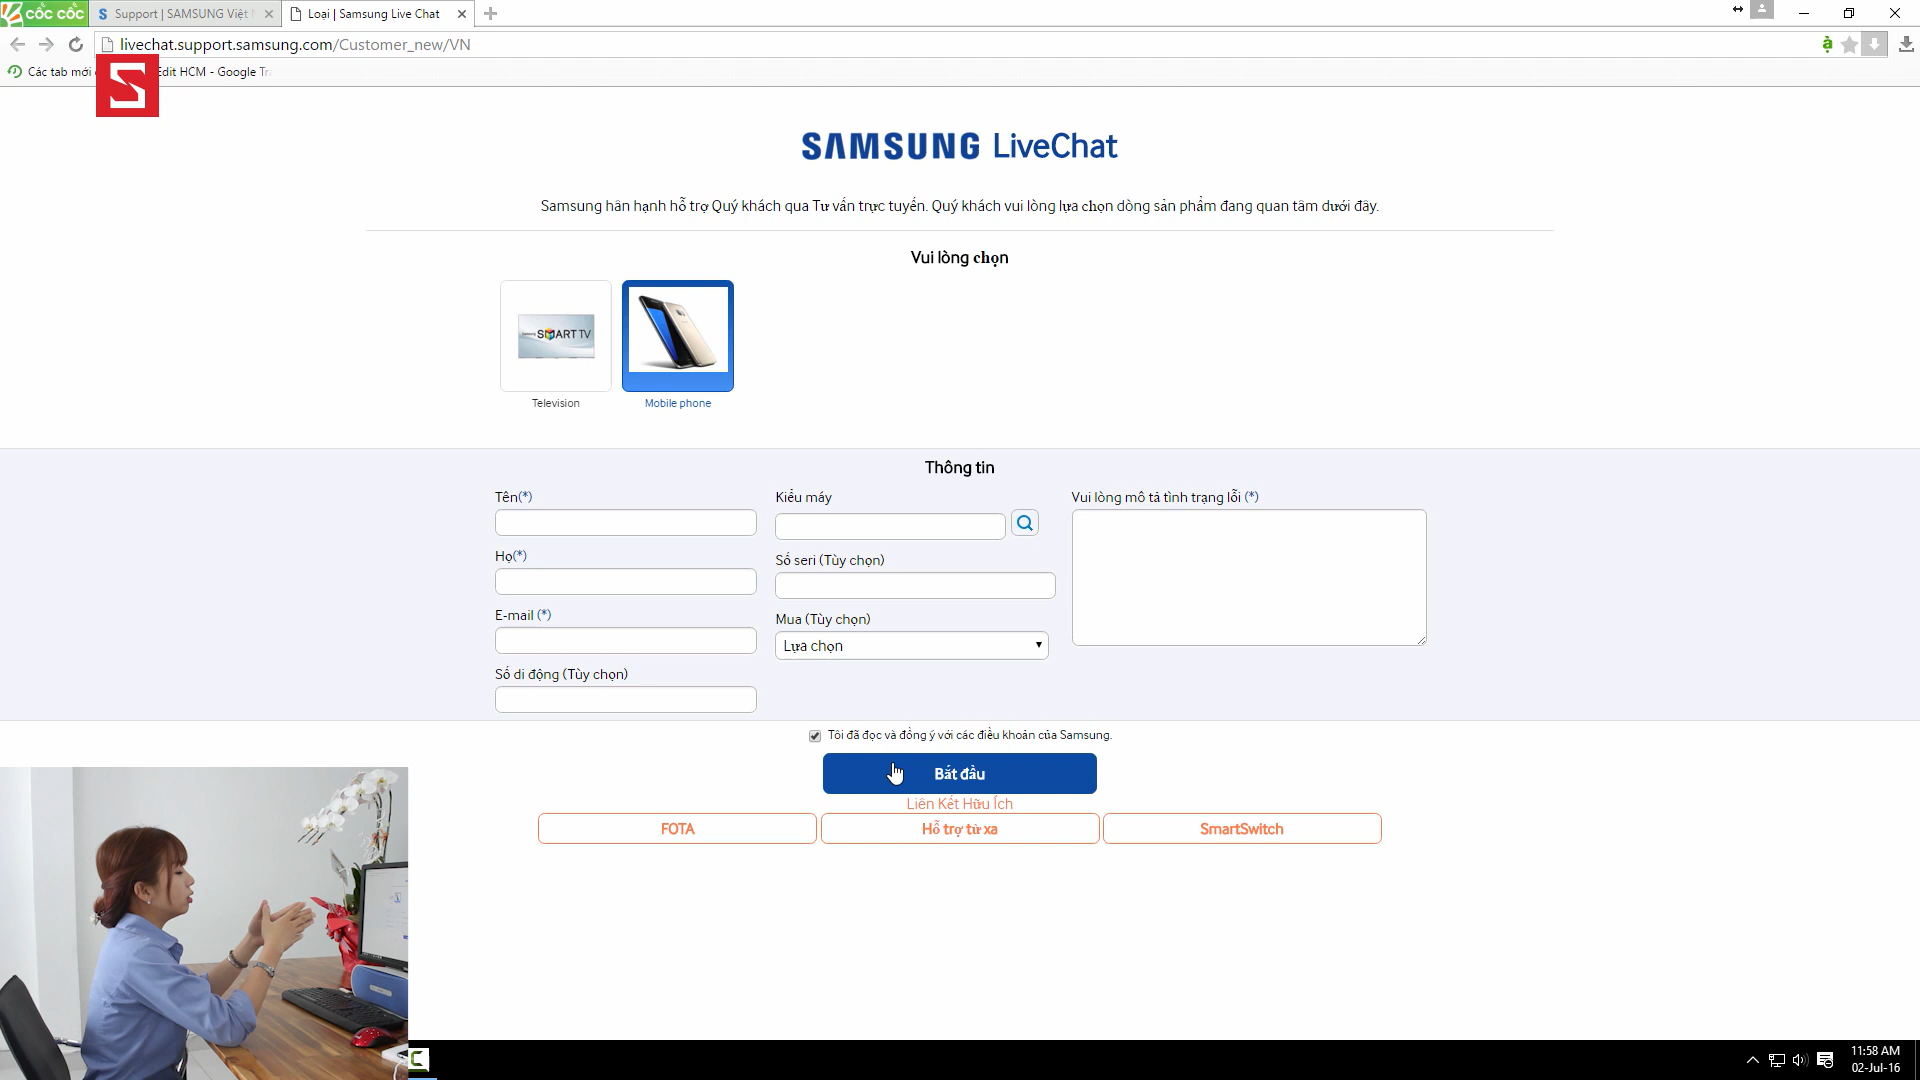 cốc cốc
Support | SAMSUNG Việt
Loại | Samsung Live Chat
livechat.support.samsung.com/Customer_new/VN
Các tab mới
Edit HCM - Google Tra
S
SAMSUNG LiveChat
Samsung hân hạnh hỗ trợ Quý khách qua Tư vấn trực tuyến. Quý khách vui lòng lựa chọn dòng sản phẩm đang quan tâm dưới đây.
Vui lòng chọn
Samsung SMART TV
Television
Mobile phone
Thông tin
Tên(*)
Kiểu máy
Vui lòng mô tả tình trạng lỗi (*)
Họ(*)
Số seri (Tùy chọn)
E-mail (*)
Mua (Tùy chọn)
Lựa chọn
Số di động (Tùy chọn)
Tôi đã đọc và đồng ý với các điều khoản của Samsung.
Bắt đầu
Liên Kết Hữu Ích
FOTA
Hỗ trợ từ xa
SmartSwitch
11:58 AM
02-Jul-16